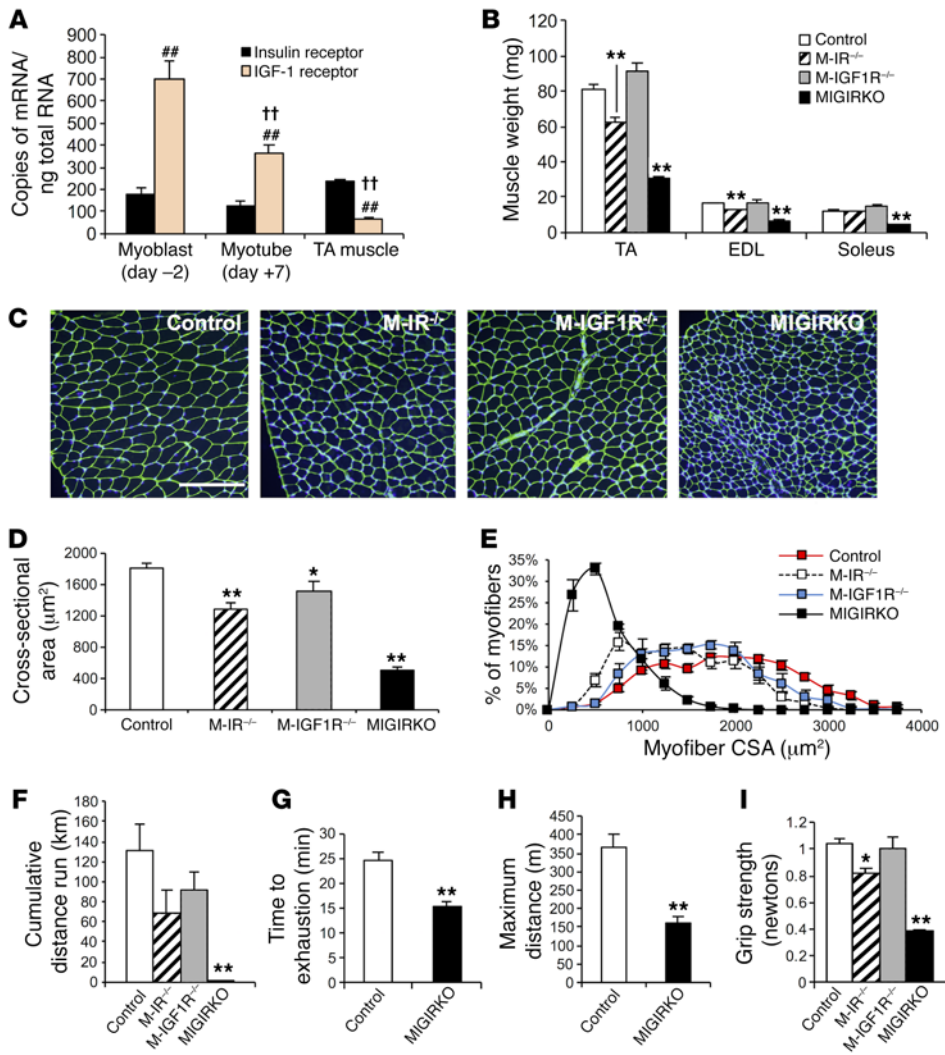 A
Copies of mRNA/
ng total RNA
900
800
700
600
500
400
300
200
100
0
##
††
##
††
##
Insulin receptor
IGF-1 receptor
Myoblast
(day –2)
Myotube
(day +7)
TA muscle
B
Muscle weight (mg)
120
100
80
60
40
20
0
**
**
**
**
**
Control
M-IR–/–
M-IGF1R–/–
MIGIRKO
TA
EDL
Soleus
C
Control
M-IR-/-
M-IGF1R-/-
MIGIRKO
D
Cross-sectional
area (μm²)
2000
1600
1200
800
400
0
**
*
**
Control
M-IR–/–
M-IGF1R–/–
MIGIRKO
E
% of myofibers
35%
30%
25%
20%
15%
10%
5%
0%
Control
M-IR–/–
M-IGF1R–/–
MIGIRKO
0
1000
2000
3000
4000
Myofiber CSA (μm²)
F
Cumulative
distance run (km)
180
160
140
120
100
80
60
40
20
0
**
Control
M-IR–/–
M-IGF1R–/–
MIGIRKO
G
Time to
exhaustion (min)
35
30
25
20
15
10
5
0
**
Control
MIGIRKO
H
Maximum
distance (m)
450
400
350
300
250
200
150
100
50
0
**
Control
MIGIRKO
I
Grip strength
(newtons)
1.2
1
0.8
0.6
0.4
0.2
0
*
**
Control
M-IR–/–
M-IGF1R–/–
MIGIRKO